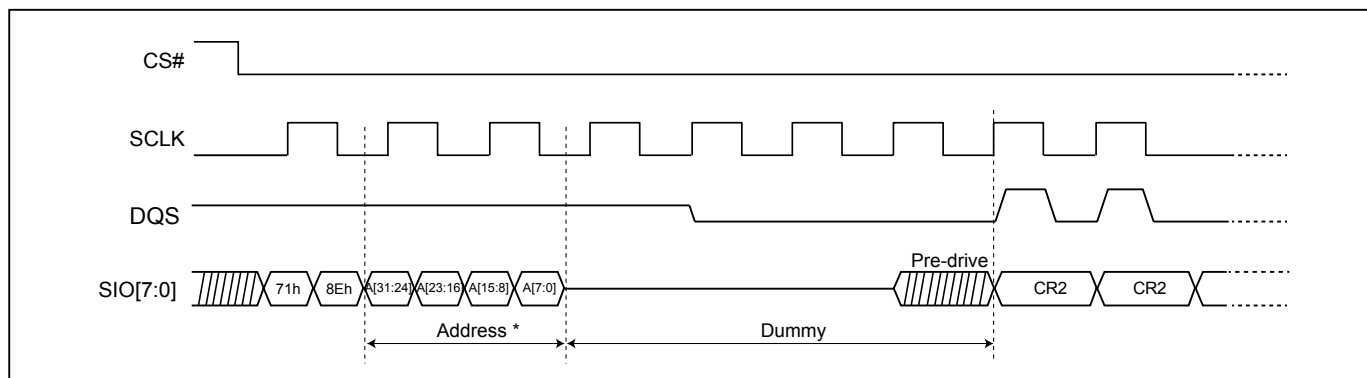 CS#
SCLK
DQS
Pre-drive
SIO[7:0] 71h 8Eh A[31:24] A[23:16] A[15:8] A[7:0] CR2 CR2
Address * Dummy